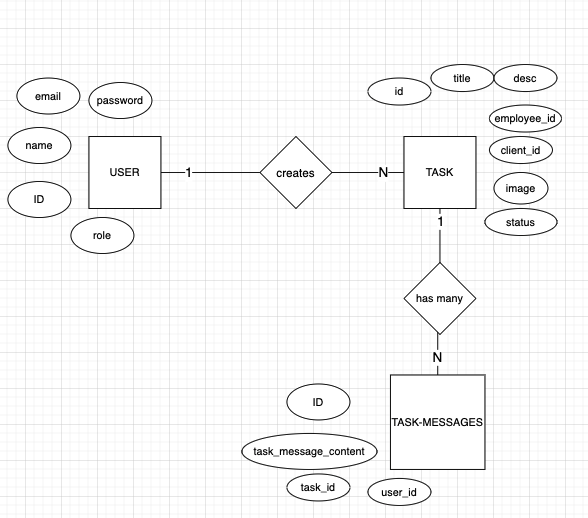 title
desc
id
email
password
employee_id
name
client_id
USER
1
creates
N
TASK
image
ID
status
1
role
has many
N
ID
TASK-MESSAGES
task_message_content
task_id
user_id